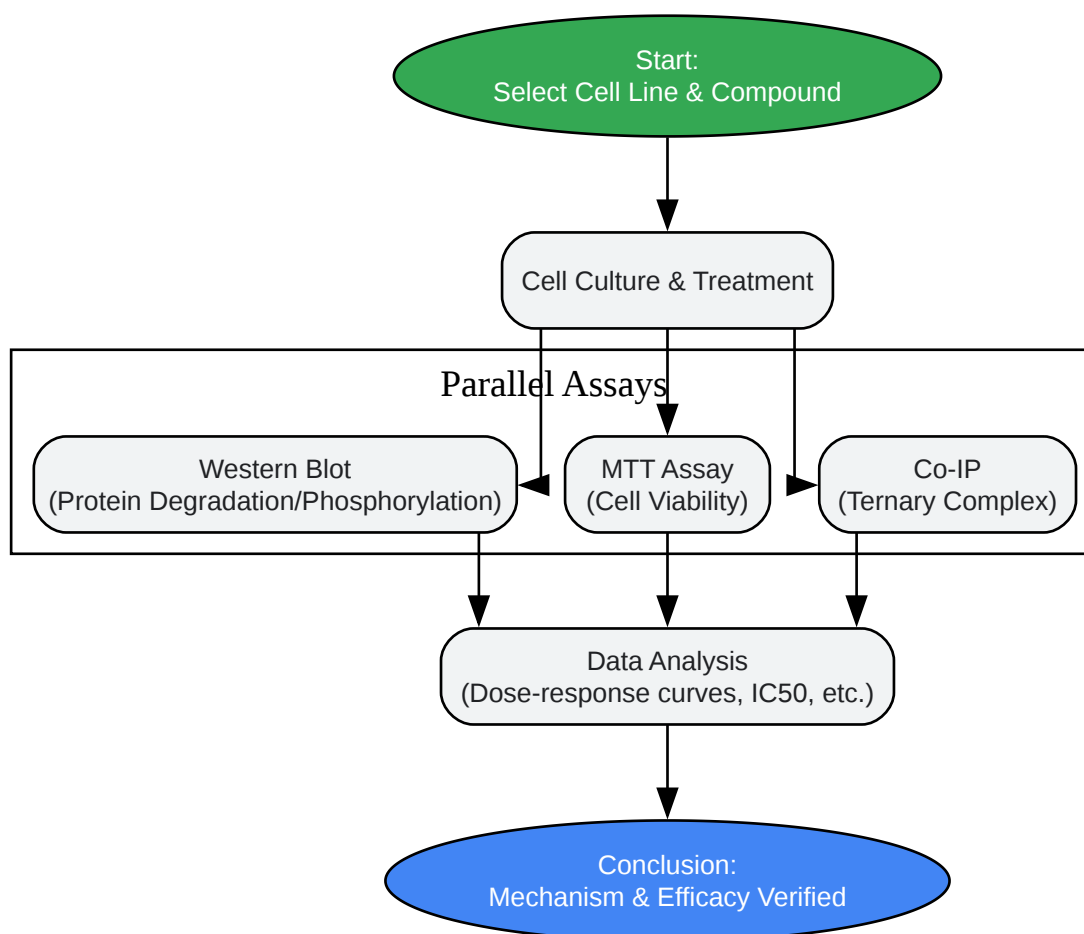 Start:
Select Cell Line & Compound
Cell Culture & Treatment
Parallel Assays
Western Blot
(Protein Degradation/Phosphorylation)
MTT Assay
(Cell Viability)
Co-IP
(Ternary Complex)
Data Analysis
(Dose-response curves, IC50, etc.)
Conclusion:
Mechanism & Efficacy Verified